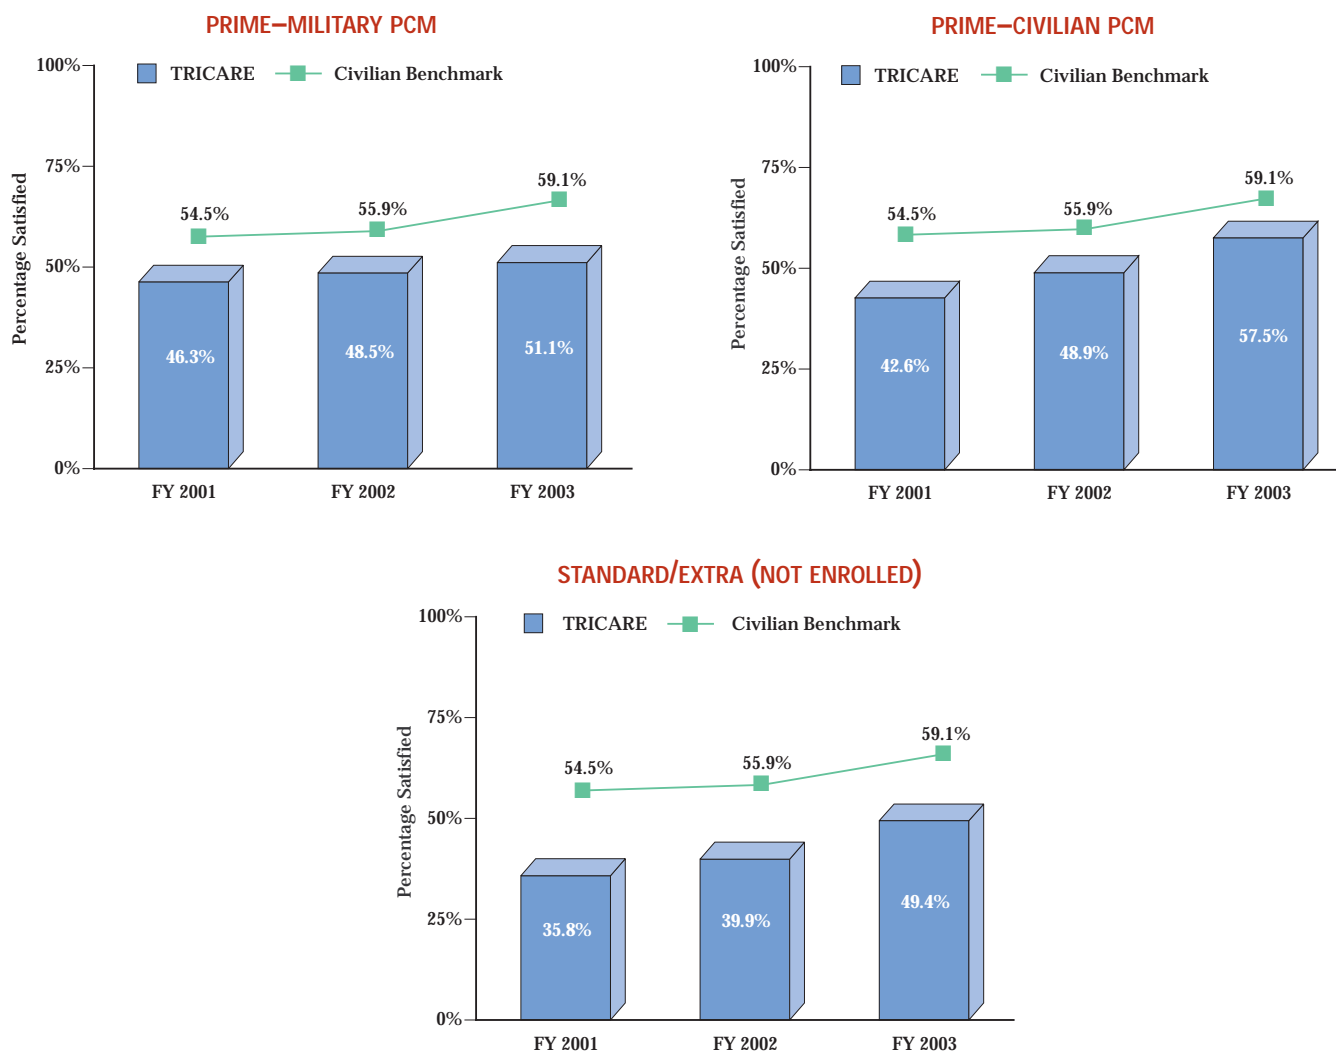 PRIME–MILITARY PCM
TRICARE
Civilian Benchmark
Percentage Satisfied
100%
75%
50%
25%
0%
54.5%
55.9%
59.1%
46.3%
48.5%
51.1%
FY 2001
FY 2002
FY 2003
PRIME–CIVILIAN PCM
TRICARE
Civilian Benchmark
Percentage Satisfied
100%
75%
50%
25%
0%
54.5%
55.9%
59.1%
42.6%
48.9%
57.5%
FY 2001
FY 2002
FY 2003
STANDARD/EXTRA (NOT ENROLLED)
TRICARE
Civilian Benchmark
Percentage Satisfied
100%
75%
50%
25%
0%
54.5%
55.9%
59.1%
35.8%
39.9%
49.4%
FY 2001
FY 2002
FY 2003